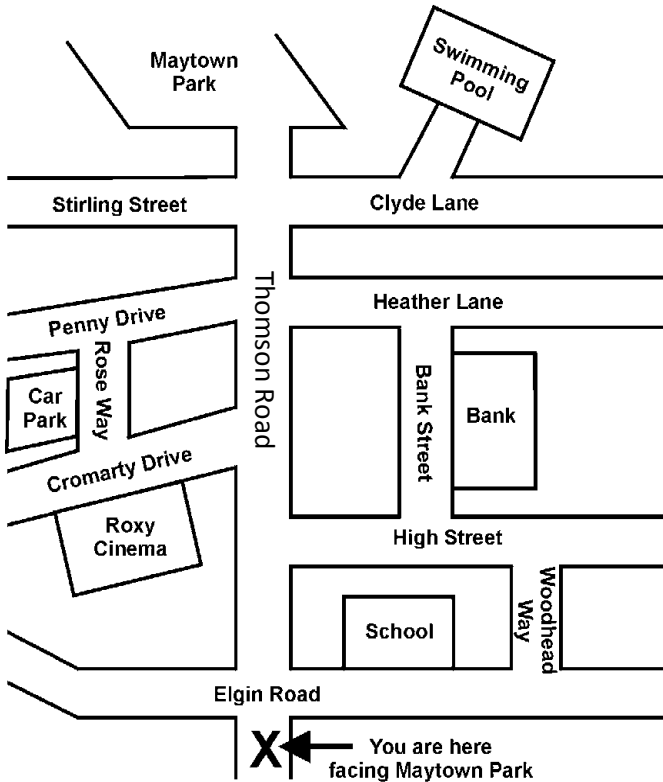 Maytown
Park
Swimming
Pool
Stirling Street
Clyde Lane
Thomson Road
Penny Drive
Heather Lane
Rose Way
Car
Park
Bank Street
Bank
Cromarty Drive
Roxy
Cinema
High Street
School
Woodhead
Way
Elgin Road
X
You are here
facing Maytown Park